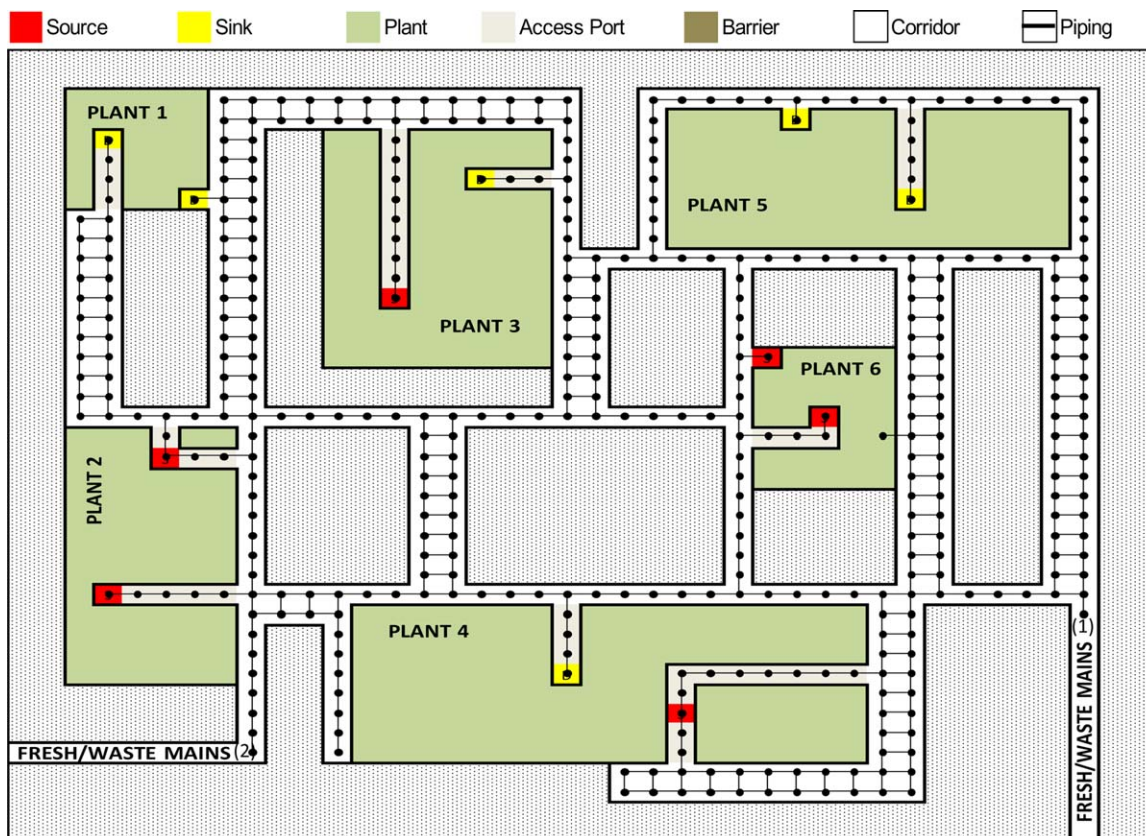 Source
Sink
Plant
Access Port
Barrier
Corridor
Piping
PLANT 1
PLANT 3
PLANT 5
PLANT 6
PLANT 2
PLANT 4
FRESH/WASTE MAINS (2)
FRESH/WASTE MAINS (1)